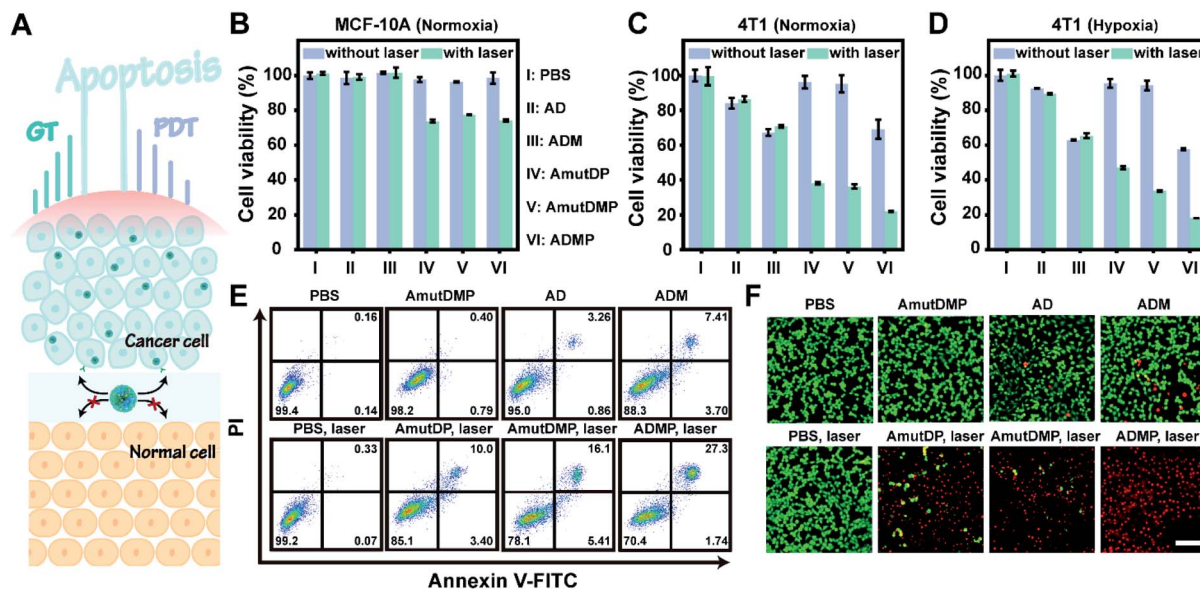 A
Apoptosis
GT
PDT
Cancer cell
Normal cell
B
MCF-10A (Normoxia)
without laser
with laser
Cell viability (%)
100
80
60
40
20
0
I
II
III
IV
V
VI
I: PBS
II: AD
III: ADM
IV: AmutDP
V: AmutDMP
VI: ADMP
C
4T1 (Normoxia)
without laser
with laser
Cell viability (%)
100
80
60
40
20
0
I
II
III
IV
V
VI
D
4T1 (Hypoxia)
without laser
with laser
Cell viability (%)
100
80
60
40
20
0
I
II
III
IV
V
VI
E
PBS
0.16
99.4
0.14
AmutDMP
0.40
98.2
0.79
AD
3.26
95.0
0.86
ADM
7.41
88.3
3.70
PBS, laser
0.33
99.2
0.07
AmutDP, laser
10.0
85.1
3.40
AmutDMP, laser
16.1
78.1
5.41
ADMP, laser
27.3
70.4
1.74
PI
Annexin V-FITC
F
PBS
AmutDMP
AD
ADM
PBS, laser
AmutDP, laser
AmutDMP, laser
ADMP, laser